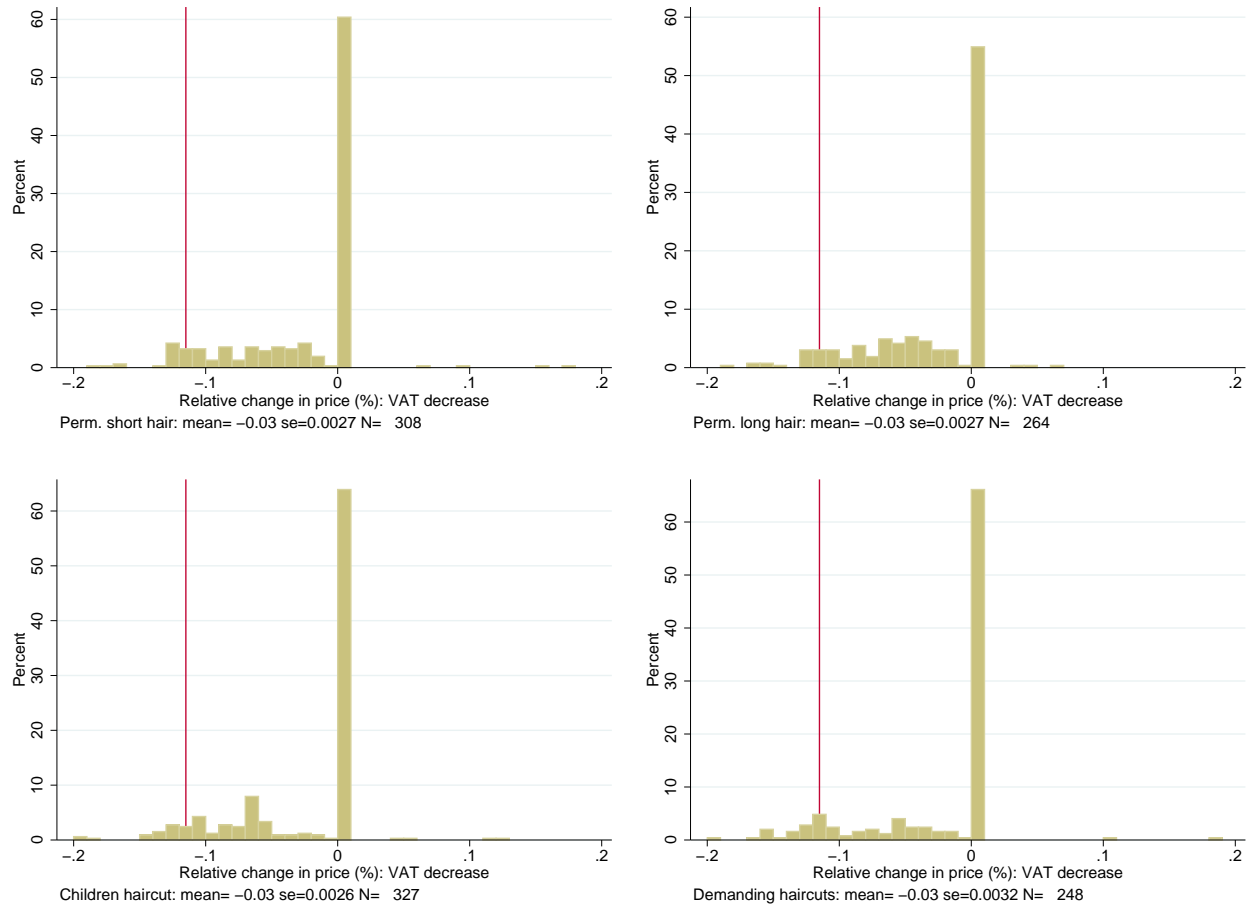 60
50
40
30
20
10
0
Percent
−.2 −.1 0 .1 .2
Relative change in price (%): VAT decrease
Perm. short hair: mean= −0.03 se=0.0027 N= 308
60
50
40
30
20
10
0
Percent
−.2 −.1 0 .1 .2
Relative change in price (%): VAT decrease
Perm. long hair: mean= −0.03 se=0.0027 N= 264
60
50
40
30
20
10
0
Percent
−.2 −.1 0 .1 .2
Relative change in price (%): VAT decrease
Children haircut: mean= −0.03 se=0.0026 N= 327
60
50
40
30
20
10
0
Percent
−.2 −.1 0 .1 .2
Relative change in price (%): VAT decrease
Demanding haircuts: mean= −0.03 se=0.0032 N= 248